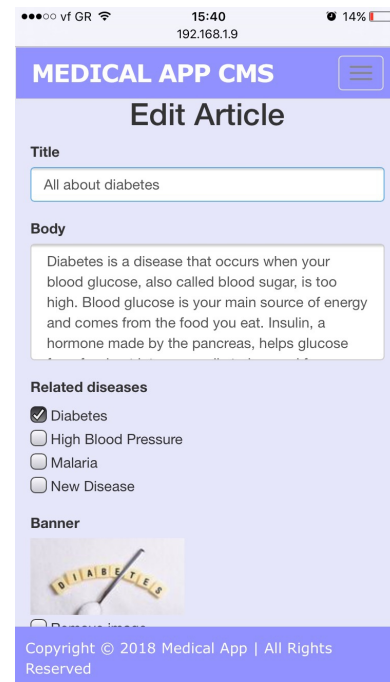 vf GR 15:40 14%
192.168.1.9
MEDICAL APP CMS
Edit Article
Title
All about diabetes
Body
Diabetes is a disease that occurs when your
blood glucose, also called blood sugar, is too
high. Blood glucose is your main source of energy
and comes from the food you eat. Insulin, a
hormone made by the pancreas, helps glucose
Related diseases
Diabetes
High Blood Pressure
Malaria
New Disease
Banner
DIABETES
Remove image
Copyright © 2018 Medical App | All Rights
Reserved